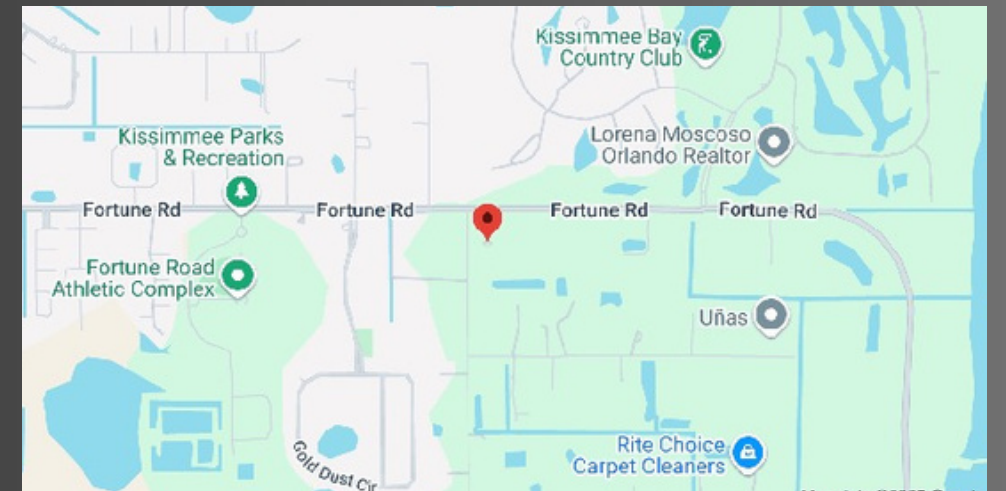 Kissimmee Bay
Country Club
Kissimmee Parks
& Recreation
Lorena Moscoso
Orlando Realtor
Fortune Rd
Fortune Rd
Fortune Rd
Fortune Rd
Fortune Road
Athletic Complex
Uñas
Rite Choice
Carpet Cleaners
Gold Dust Cir